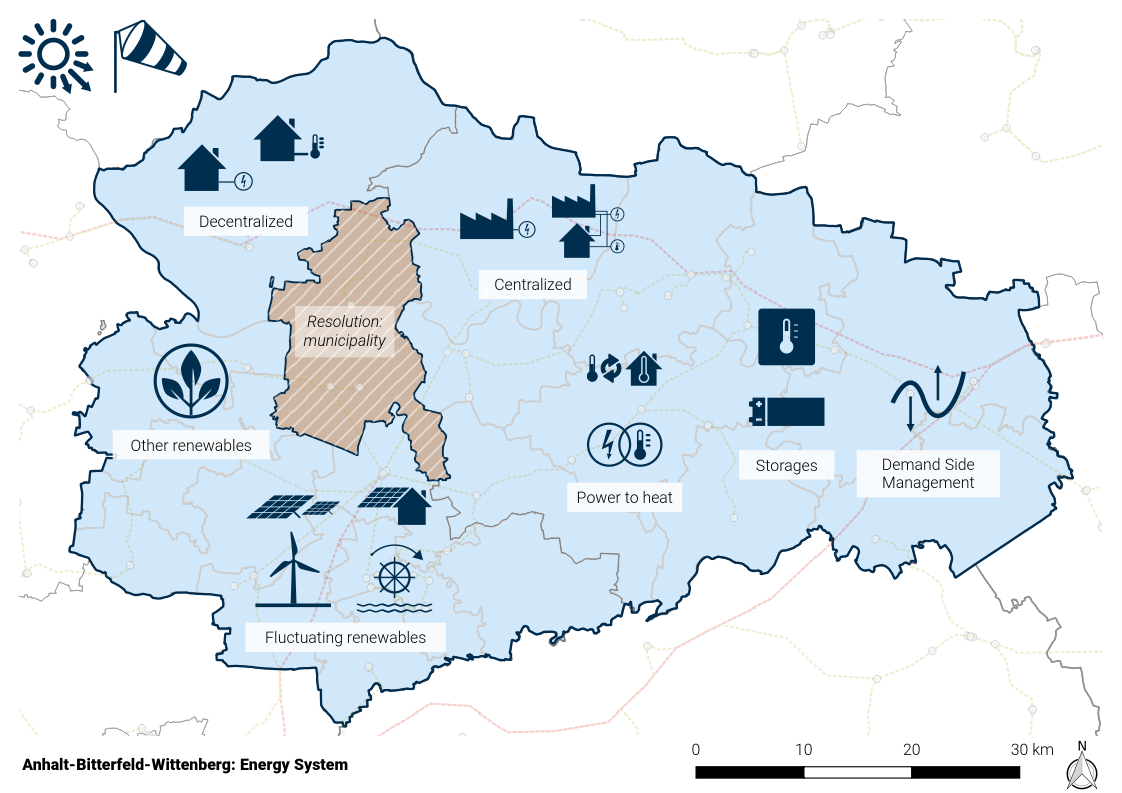 Decentralized
Centralized
Resolution:
municipality
Other renewables
Power to heat
Storages
Demand Side
Management
Fluctuating renewables
Anhalt-Bitterfeld-Wittenberg: Energy System
0 10 20 30 km
N